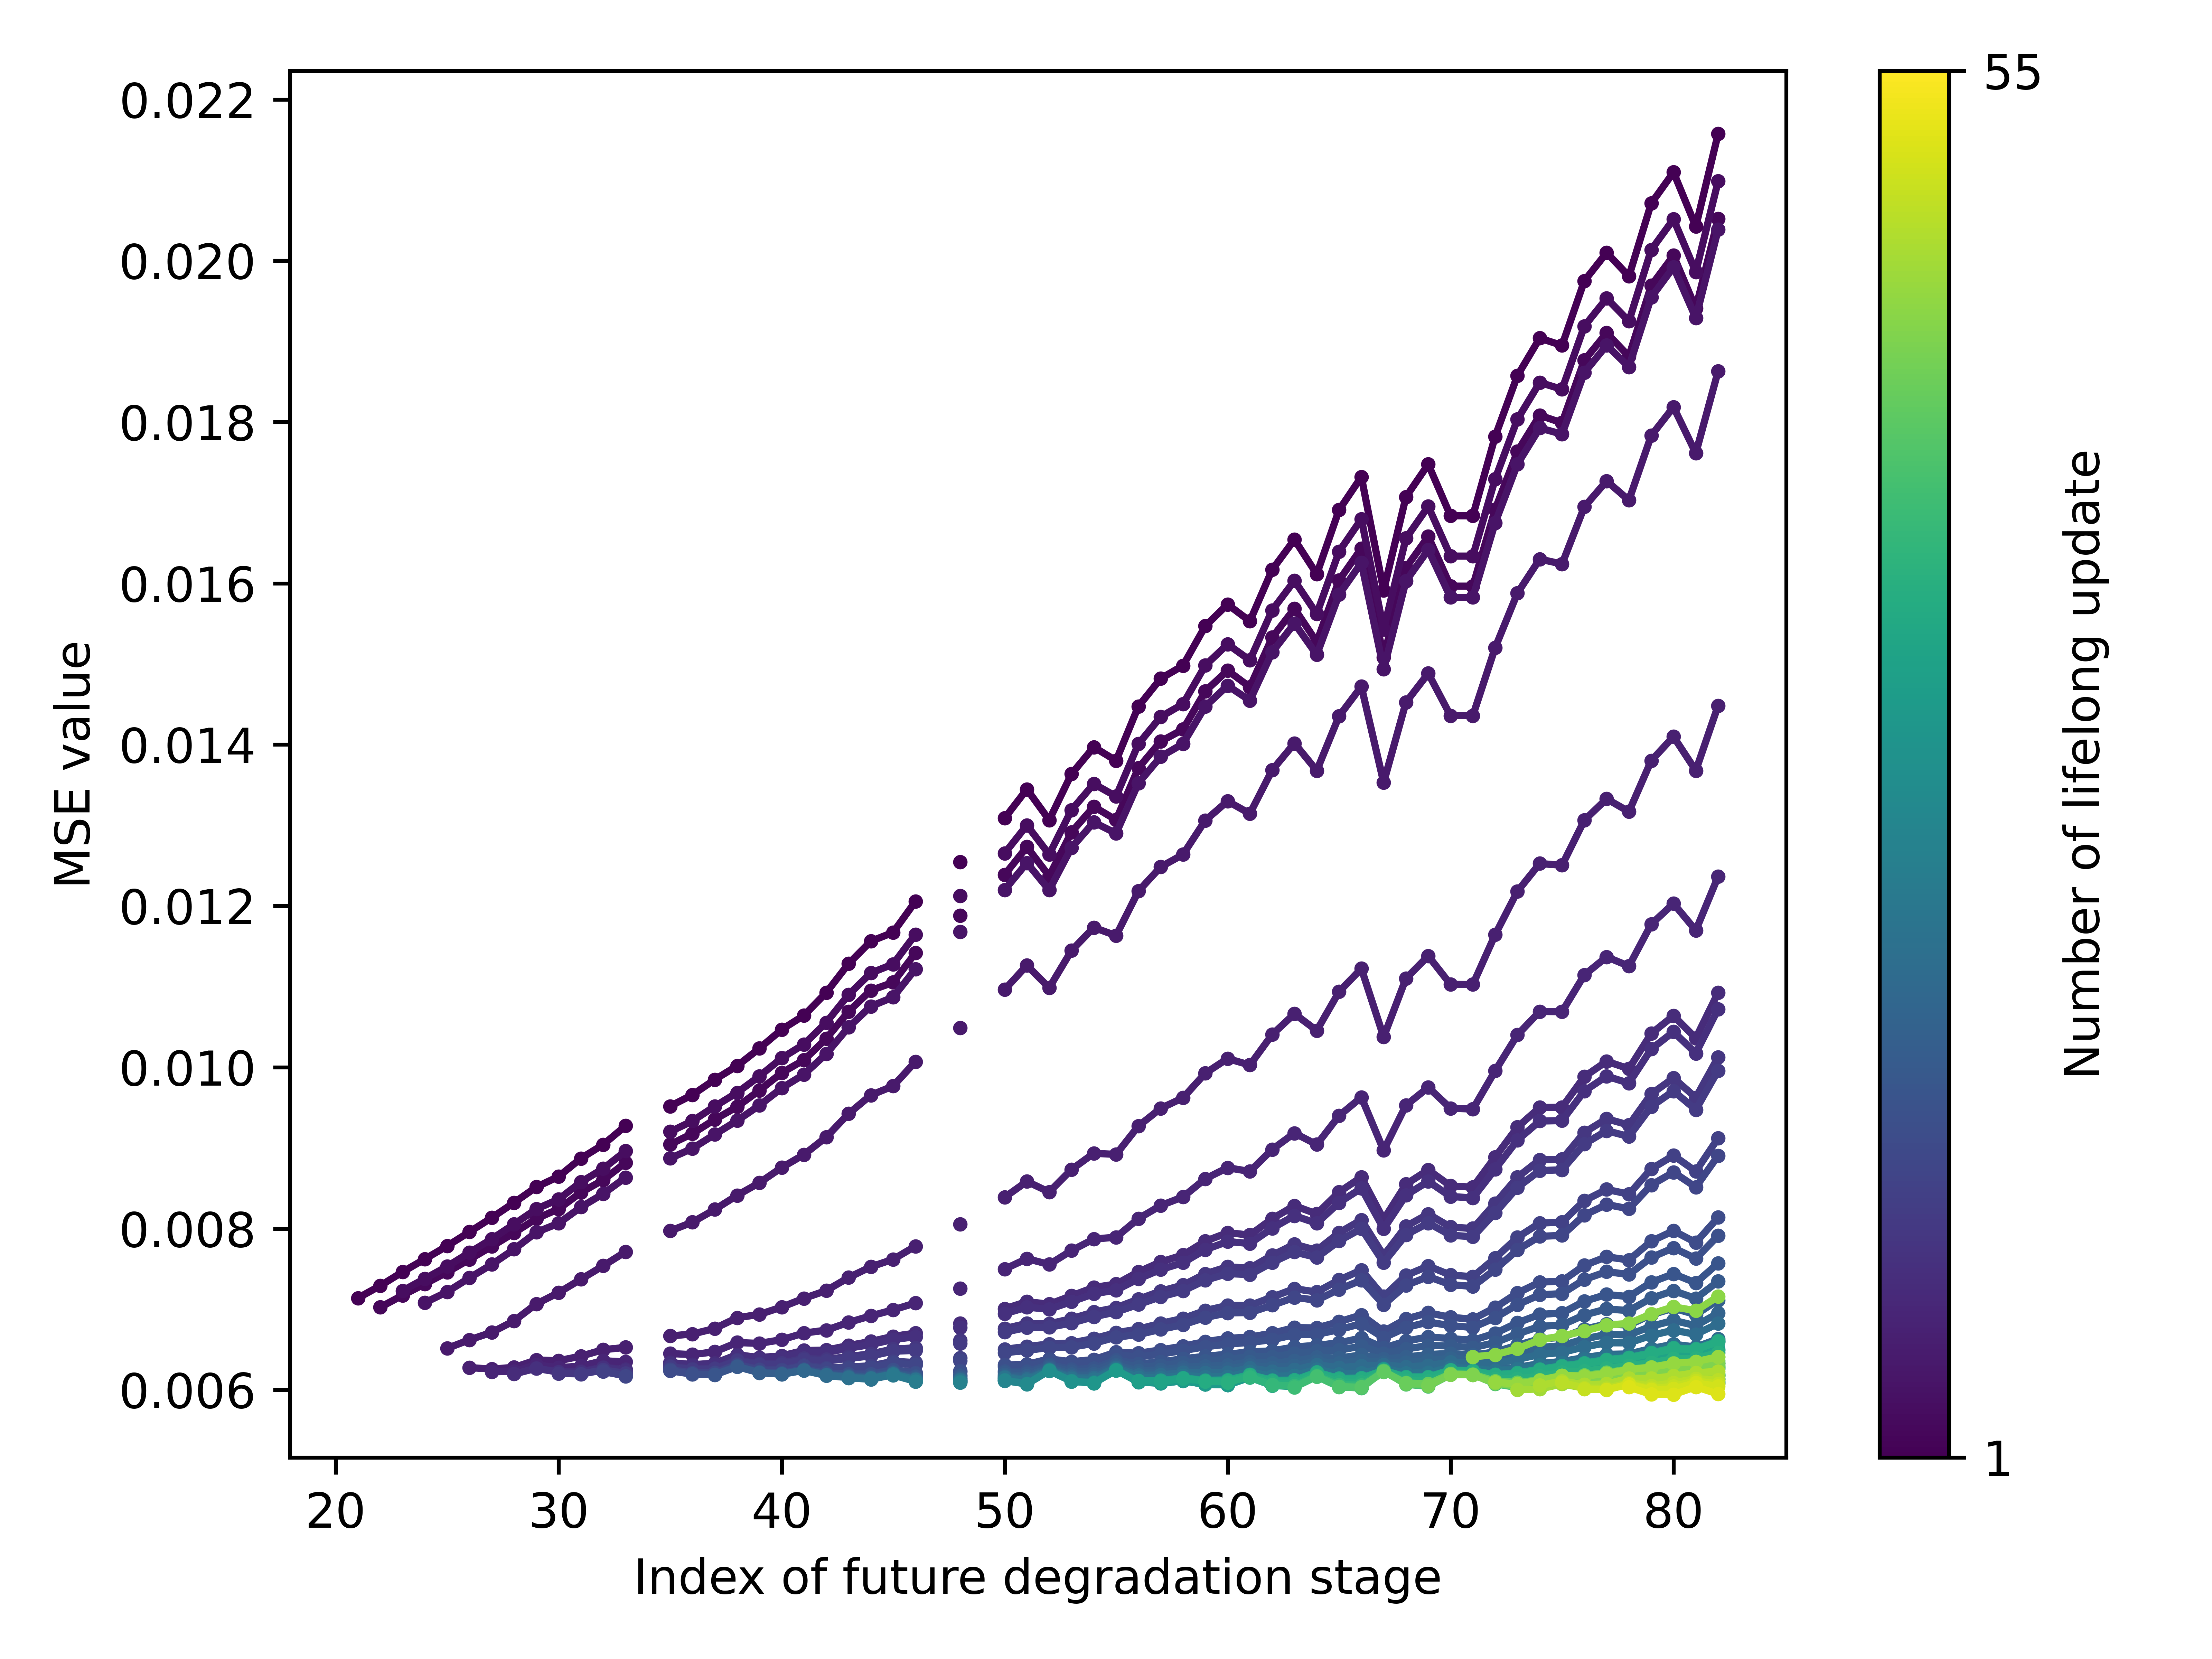 0.022
0.020
0.018
0.016
0.014
0.012
0.010
0.008
0.006
MSE value
20 30 40 50 60 70 80
Index of future degradation stage
55
1
Number of lifelong update